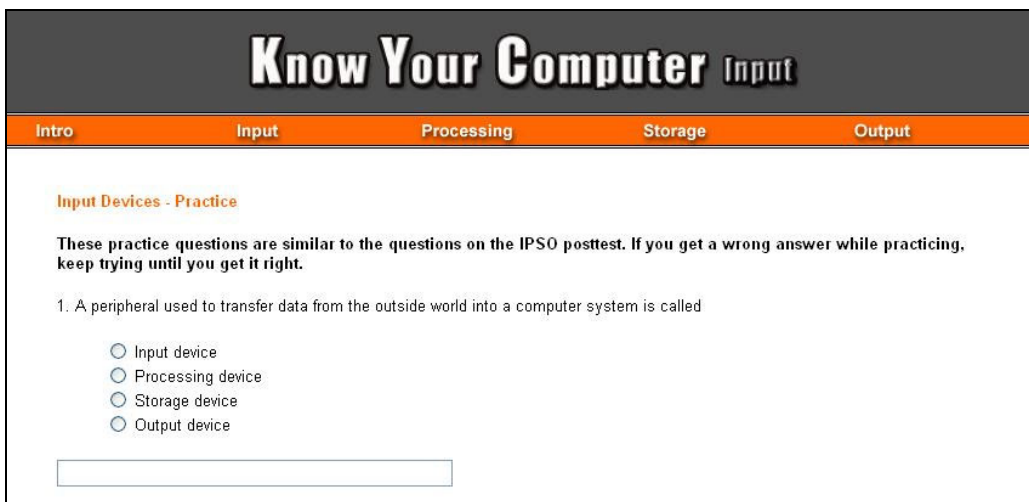 Know Your Computer Input
Intro Input Processing Storage Output
Input Devices - Practice
These practice questions are similar to the questions on the IPSO posttest. If you get a wrong answer while practicing,
keep trying until you get it right.
1. A peripheral used to transfer data from the outside world into a computer system is called
Input device
Processing device
Storage device
Output device